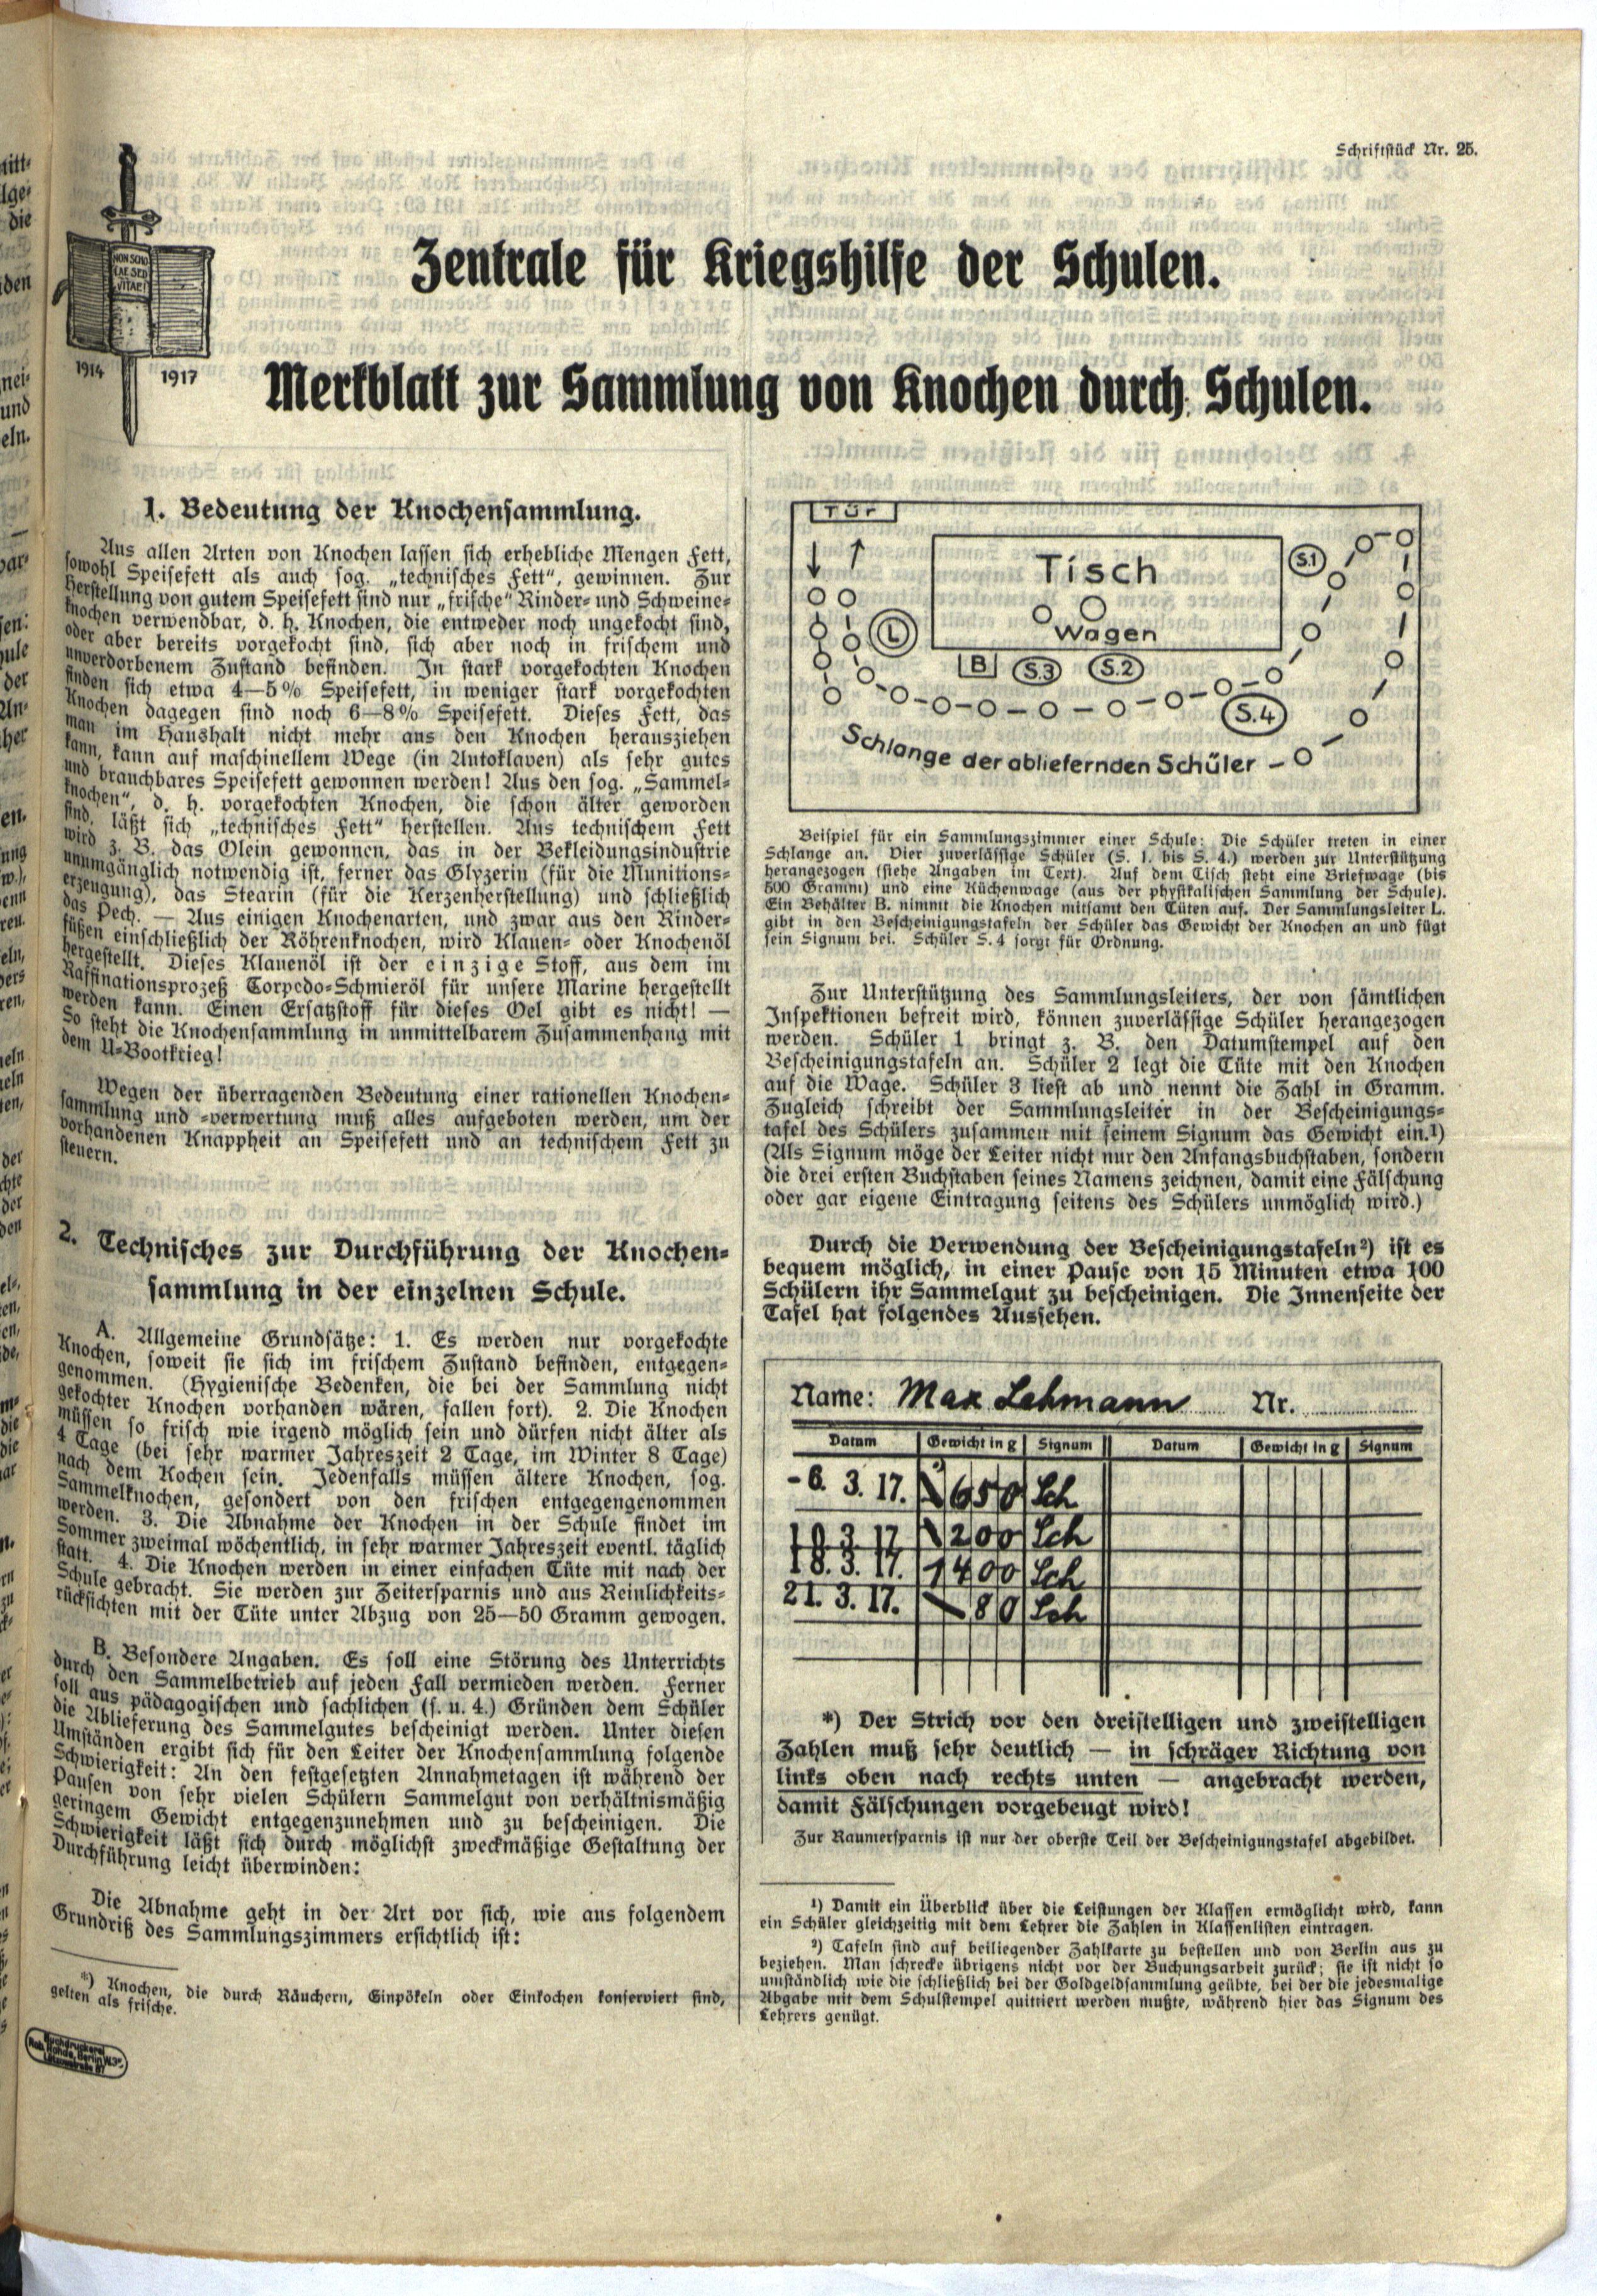 Schriftstück Nr. 25.
NON SCHO
LAE SED
VITAE!
1914
1917
Zentrale für Kriegshilfe der Schulen.
Merkblatt zur Sammlung von Knochen durch Schulen.
1. Bedeutung der Knochensammlung.
Aus allen Arten von Knochen lassen sich erhebliche Mengen Fett,
sowohl Speisefett als auch sog. „technisches Fett“, gewinnen. Zur
Herstellung von gutem Speisefett sind nur „frische“ Rinder- und Schweine-
knochen verwendbar, d. h. Knochen, die entweder noch ungekocht sind,
oder aber bereits vorgekocht sind, sich aber noch in frischem und
unverdorbenem Zustand befinden. In stark vorgekochten Knochen
finden sich etwa 4—5% Speisefett, in weniger stark vorgekochten
Knochen dagegen sind noch 6—8% Speisefett. Dieses Fett, das
man im Haushalt nicht mehr aus den Knochen herausziehen
kann, kann auf maschinellem Wege (in Autoklaven) als sehr gutes
und brauchbares Speisefett gewonnen werden! Aus den sog. „Sammel-
knochen“, d. h. vorgekochten Knochen, die schon älter geworden
sind, läßt sich „technisches Fett“ herstellen. Aus technischem Fett
wird z. B. das Olein gewonnen, das in der Bekleidungsindustrie
unumgänglich notwendig ist, ferner das Glyzerin (für die Munitions-
erzeugung), das Stearin (für die Kerzenherstellung) und schließlich
das Pech. — Aus einigen Knochenarten, und zwar aus den Rinder-
füßen einschließlich der Röhrenknochen, wird Klauen- oder Knochenöl
hergestellt. Dieses Klauenöl ist der einzige Stoff, aus dem im
Raffinationsprozeß Torpedo-Schmieröl für unsere Marine hergestellt
werden kann. Einen Ersatzstoff für dieses Oel gibt es nicht! —
So steht die Knochensammlung in unmittelbarem Zusammenhang mit
dem U-Bootkrieg!
Wegen der überragenden Bedeutung einer rationellen Knochen-
sammlung und -verwertung muß alles aufgeboten werden, um der
vorhandenen Knappheit an Speisefett und an technischem Fett zu
steuern.
2. Technisches zur Durchführung der Knochen-
sammlung in der einzelnen Schule.
A. Allgemeine Grundsätze: 1. Es werden nur vorgekochte
Knochen, soweit sie sich im frischem Zustand befinden, entgegen-
genommen. (Hygienische Bedenken, die bei der Sammlung nicht
gekochter Knochen vorhanden wären, fallen fort). 2. Die Knochen
müssen so frisch wie irgend möglich sein und dürfen nicht älter als
4 Tage (bei sehr warmer Jahreszeit 2 Tage, im Winter 8 Tage)
nach dem Kochen sein. Jedenfalls müssen ältere Knochen, sog.
Sammelknochen, gesondert von den frischen entgegengenommen
werden. 3. Die Abnahme der Knochen in der Schule findet im
Sommer zweimal wöchentlich, in sehr warmer Jahreszeit eventl. täglich
statt. 4. Die Knochen werden in einer einfachen Tüte mit nach der
Schule gebracht. Sie werden zur Zeitersparnis und aus Reinlichkeits-
rücksichten mit der Tüte unter Abzug von 25—50 Gramm gewogen.
B. Besondere Angaben. Es soll eine Störung des Unterrichts
durch den Sammelbetrieb auf jeden Fall vermieden werden. Ferner
soll aus pädagogischen und sachlichen (s. u. 4.) Gründen dem Schüler
die Ablieferung des Sammelgutes bescheinigt werden. Unter diesen
Umständen ergibt sich für den Leiter der Knochensammlung folgende
Schwierigkeit: An den festgesetzten Annahmetagen ist während der
Pausen von sehr vielen Schülern Sammelgut von verhältnismäßig
geringem Gewicht entgegenzunehmen und zu bescheinigen. Die
Schwierigkeit läßt sich durch möglichst zweckmäßige Gestaltung der
Durchführung leicht überwinden:
Die Abnahme geht in der Art vor sich, wie aus folgendem
Grundriß des Sammlungszimmers ersichtlich ist:
*) Knochen, die durch Räuchern, Einpökeln oder Einkochen konserviert sind,
gelten als frische.
Buchdruckerei
Rob. Rohde, Berlin W.35.
Tür
Tisch
Wagen
L
B
S.3
S.2
S.1
S.4
Schlange der abliefernden Schüler
Beispiel für ein Sammlungszimmer einer Schule: Die Schüler treten in einer
Schlange an. Vier zuverlässige Schüler (S. 1. bis S. 4.) werden zur Unterstützung
herangezogen (siehe Angaben im Text). Auf dem Tisch steht eine Briefwage (bis
500 Gramm) und eine Küchenwage (aus der physikalischen Sammlung der Schule).
Ein Behälter B. nimmt die Knochen mitsamt den Tüten auf. Der Sammlungsleiter L.
gibt in den Bescheinigungstafeln der Schüler das Gewicht der Knochen an und fügt
sein Signum bei. Schüler S. 4 sorgt für Ordnung.
Zur Unterstützung des Sammlungsleiters, der von sämtlichen
Inspektionen befreit wird, können zuverlässige Schüler herangezogen
werden. Schüler 1 bringt z. B. den Datumstempel auf den
Bescheinigungstafeln an. Schüler 2 legt die Tüte mit den Knochen
auf die Wage. Schüler 3 liest ab und nennt die Zahl in Gramm.
Zugleich schreibt der Sammlungsleiter in der Bescheinigungs-
tafel des Schülers zusammen mit seinem Signum das Gewicht ein.¹)
(Als Signum möge der Leiter nicht nur den Anfangsbuchstaben, sondern
die drei ersten Buchstaben seines Namens zeichnen, damit eine Fälschung
oder gar eigene Eintragung seitens des Schülers unmöglich wird.)
Durch die Verwendung der Bescheinigungstafeln²) ist es
bequem möglich, in einer Pause von 15 Minuten etwa 100
Schülern ihr Sammelgut zu bescheinigen. Die Innenseite der
Tafel hat folgendes Aussehen.
Name: Max Lehmann Nr.
Datum Gewicht in g Signum Datum Gewicht in g Signum
-6. 3. 17. \ 650 Sch
10. 3. 17. \ 200 Sch
18. 3. 17. 1400 Sch
21. 3. 17. \ 80 Sch
*) Der Strich vor den dreistelligen und zweistelligen
Zahlen muß sehr deutlich — in schräger Richtung von
links oben nach rechts unten — angebracht werden,
damit Fälschungen vorgebeugt wird!
Zur Raumersparnis ist nur der oberste Teil der Bescheinigungstafel abgebildet.
¹) Damit ein Überblick über die Leistungen der Klassen ermöglicht wird, kann
ein Schüler gleichzeitig mit dem Lehrer die Zahlen in Klassenlisten eintragen.
²) Tafeln sind auf beiliegender Zahlkarte zu bestellen und von Berlin aus zu
beziehen. Man schrecke übrigens nicht vor der Buchungsarbeit zurück; sie ist nicht so
umständlich wie die schließlich bei der Goldgeldsammlung geübte, bei der die jedesmalige
Abgabe mit dem Schulstempel quittiert werden mußte, während hier das Signum des
Lehrers genügt.